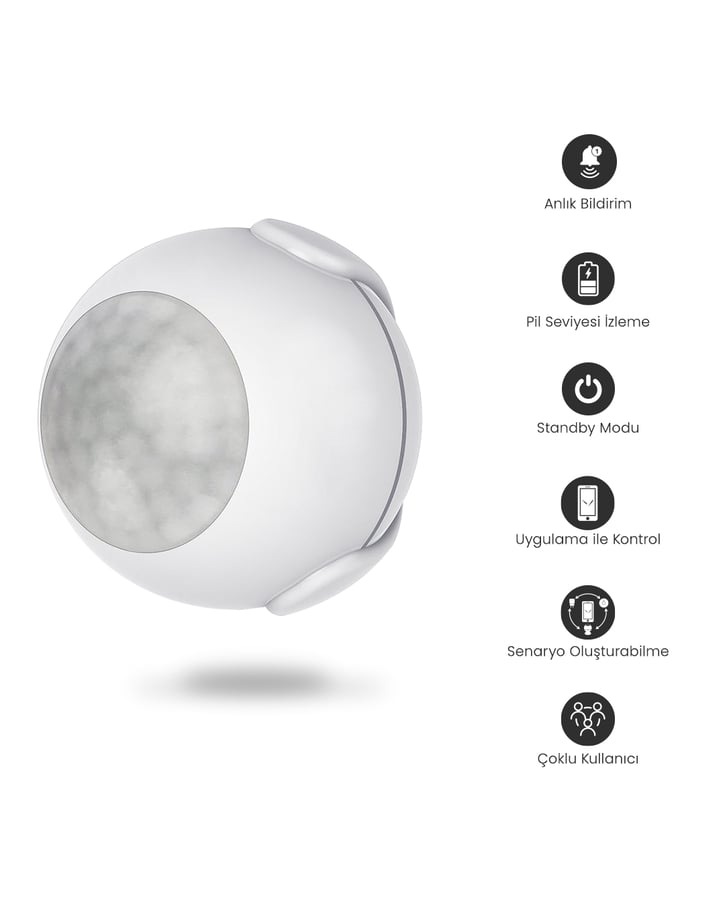 Anlık Bildirim
Pil Seviyesi İzleme
Standby Modu
Uygulama ile Kontrol
Senaryo Oluşturabilme
Çoklu Kullanıcı